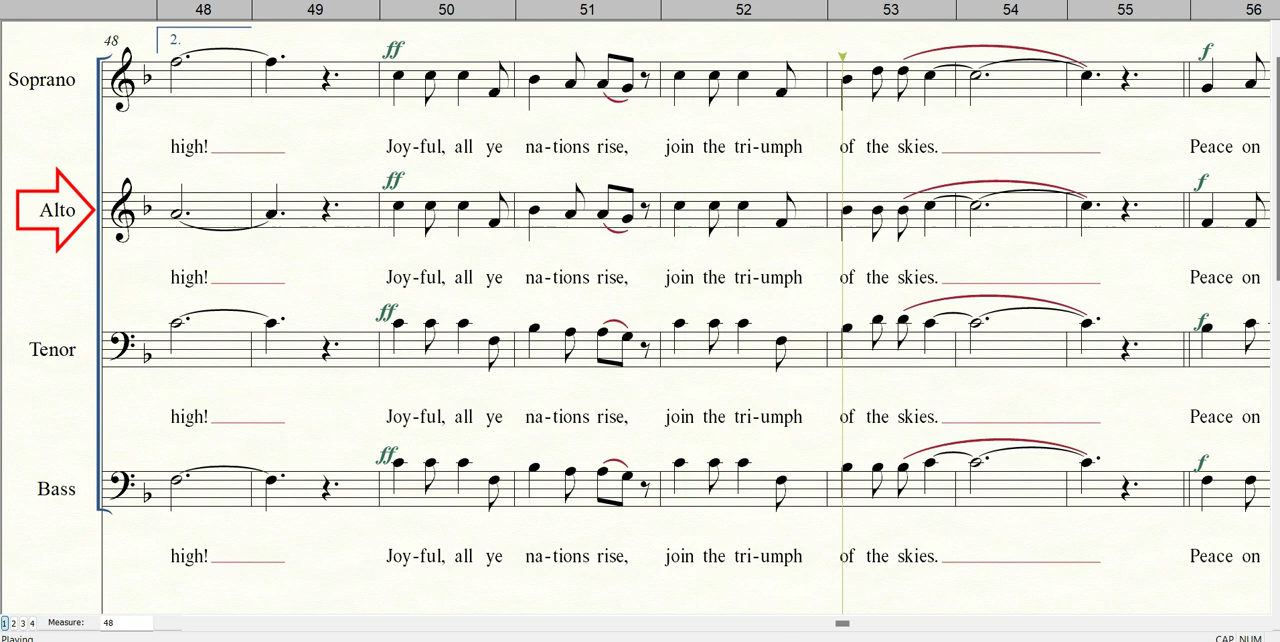 48 49 50 51 52 53 54 55 56
48
2.
ff f
Soprano
high! Joy-ful, all ye na-tions rise, join the tri-umph of the skies. Peace on
ff f
Alto
high! Joy-ful, all ye na-tions rise, join the tri-umph of the skies. Peace on
ff f
Tenor
high! Joy-ful, all ye na-tions rise, join the tri-umph of the skies. Peace on
ff f
Bass
high! Joy-ful, all ye na-tions rise, join the tri-umph of the skies. Peace on
1 2 3 4 Measure: 48
Playing CAP NUM